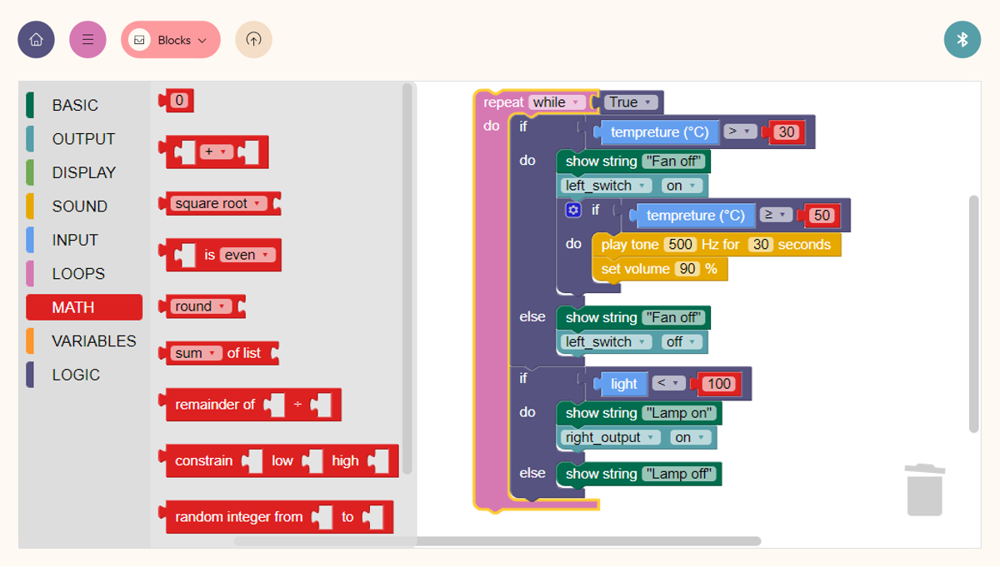 Blocks
BASIC
OUTPUT
DISPLAY
SOUND
INPUT
LOOPS
MATH
VARIABLES
LOGIC
0
+
square root
is even
round
sum of list
remainder of ÷
constrain low high
random integer from to
repeat while True
do if tempreture (°C) > 30
do show string "Fan off"
left_switch on
if tempreture (°C) ≥ 50
do play tone 500 Hz for 30 seconds
set volume 90 %
else show string "Fan off"
left_switch off
if light < 100
do show string "Lamp on"
right_output on
else show string "Lamp off"